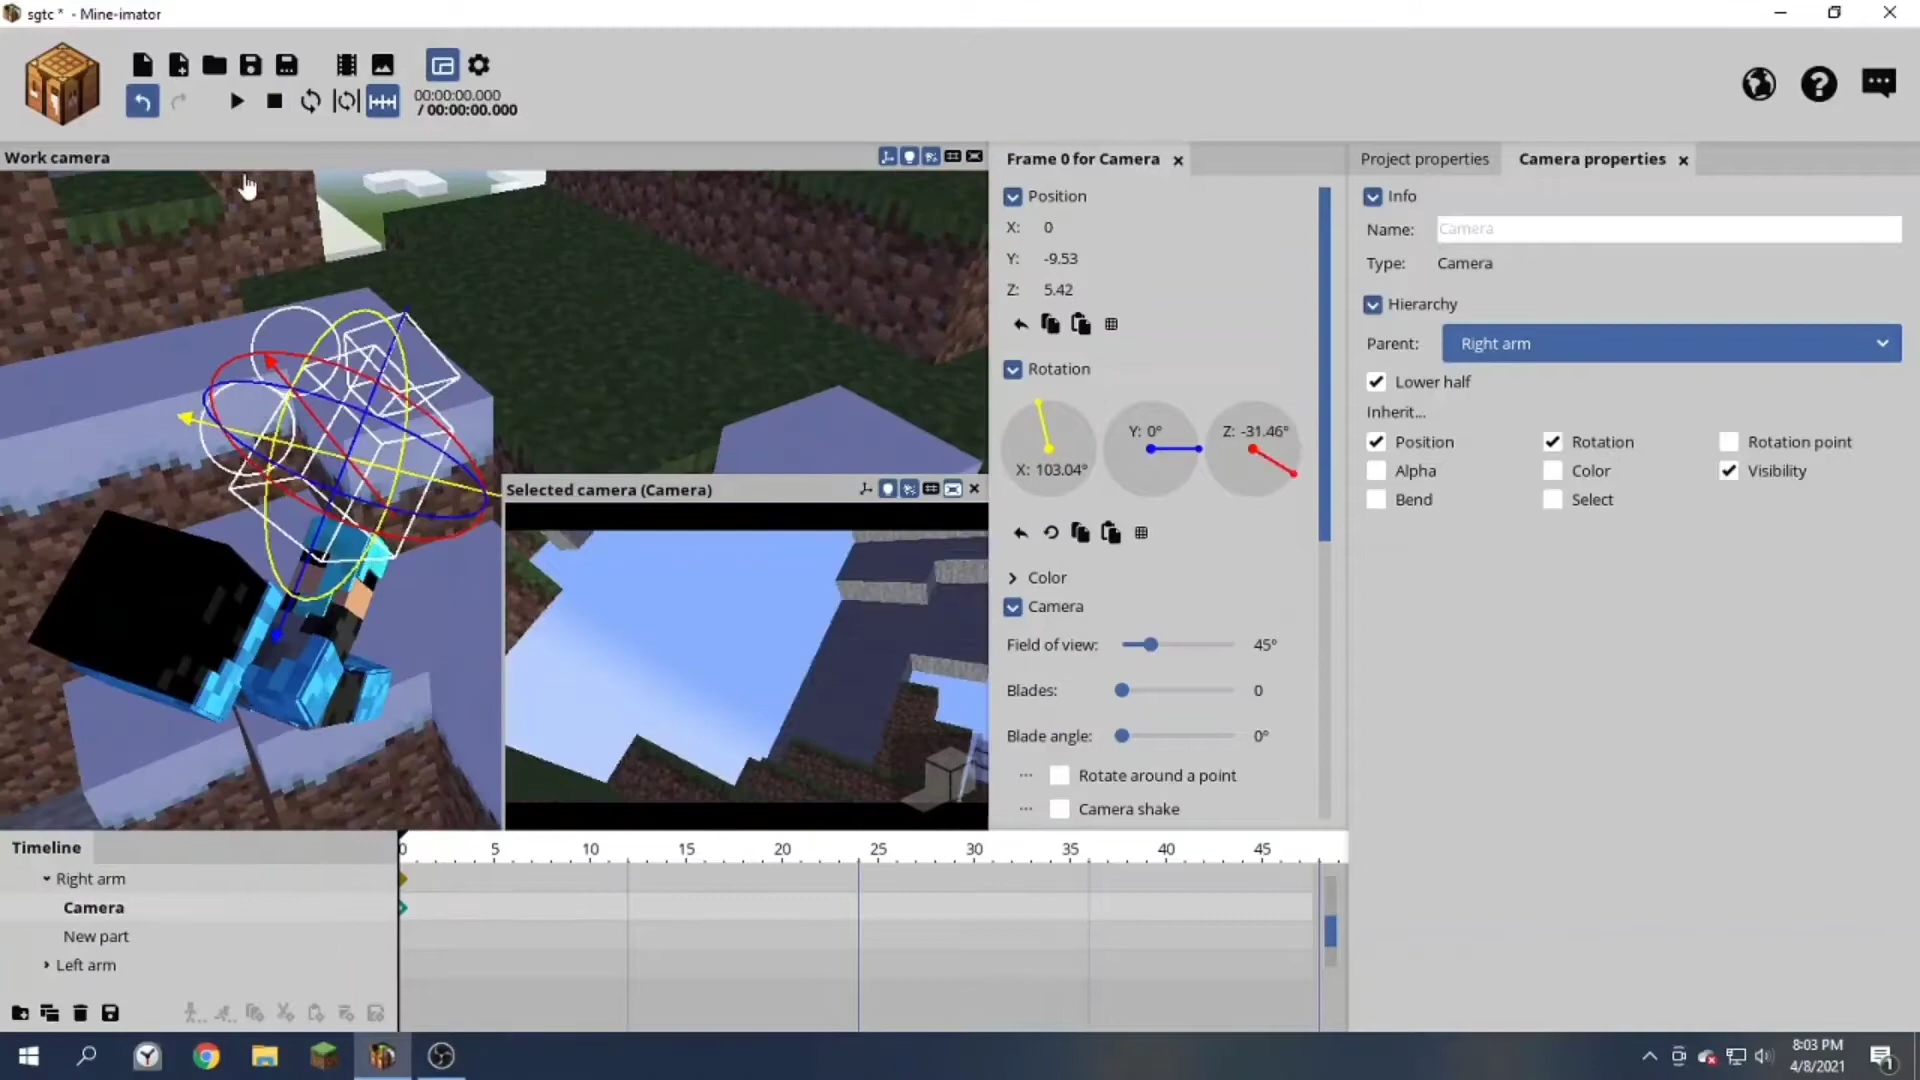 sgtc * - Mine-imator
00:00:00.000
/ 00:00:00.000
Work camera
Selected camera (Camera)
Frame 0 for Camera
Position
X: 0
Y: -9.53
Z: 5.42
Rotation
X: 103.04°
Y: 0°
Z: -31.46°
Color
Camera
Field of view: 45°
Blades: 0
Blade angle: 0°
Rotate around a point
Camera shake
Project properties Camera properties
Info
Name: Camera
Type: Camera
Hierarchy
Parent: Right arm
Lower half
Inherit...
Position Rotation Rotation point
Alpha Color Visibility
Bend Select
Timeline
0 5 10 15 20 25 30 35 40 45
Right arm
Camera
New part
Left arm
8:03 PM
4/8/2021
1